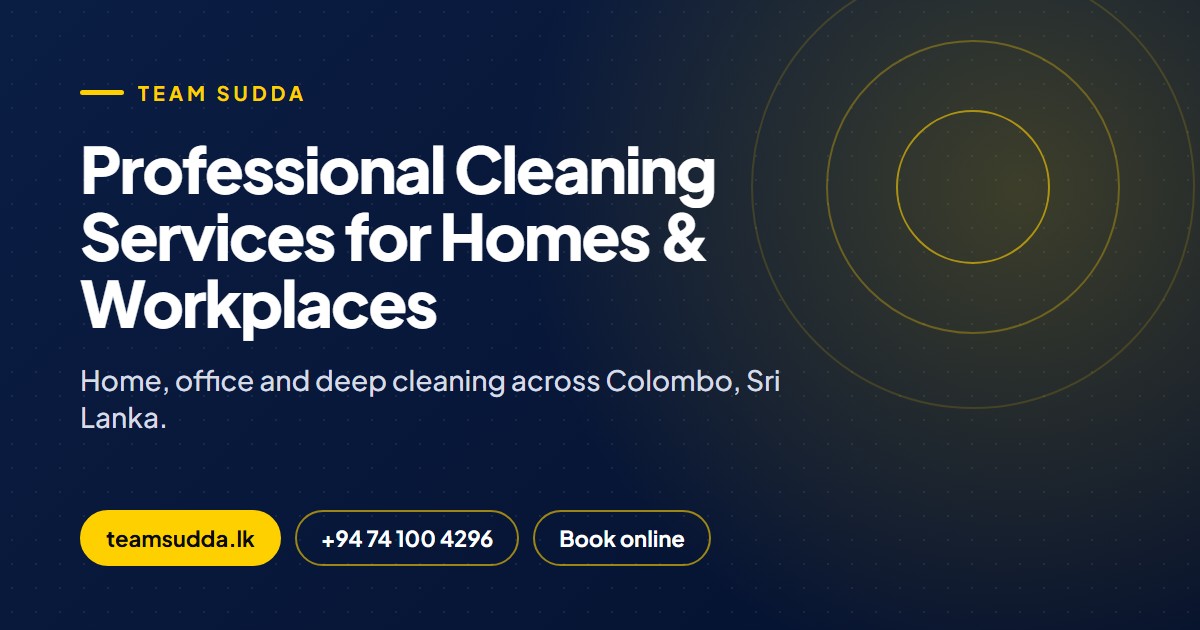 TEAM SUDDA
Professional Cleaning
Services for Homes &
Workplaces
Home, office and deep cleaning across Colombo, Sri
Lanka.
teamsudda.lk
+94 74 100 4296
Book online